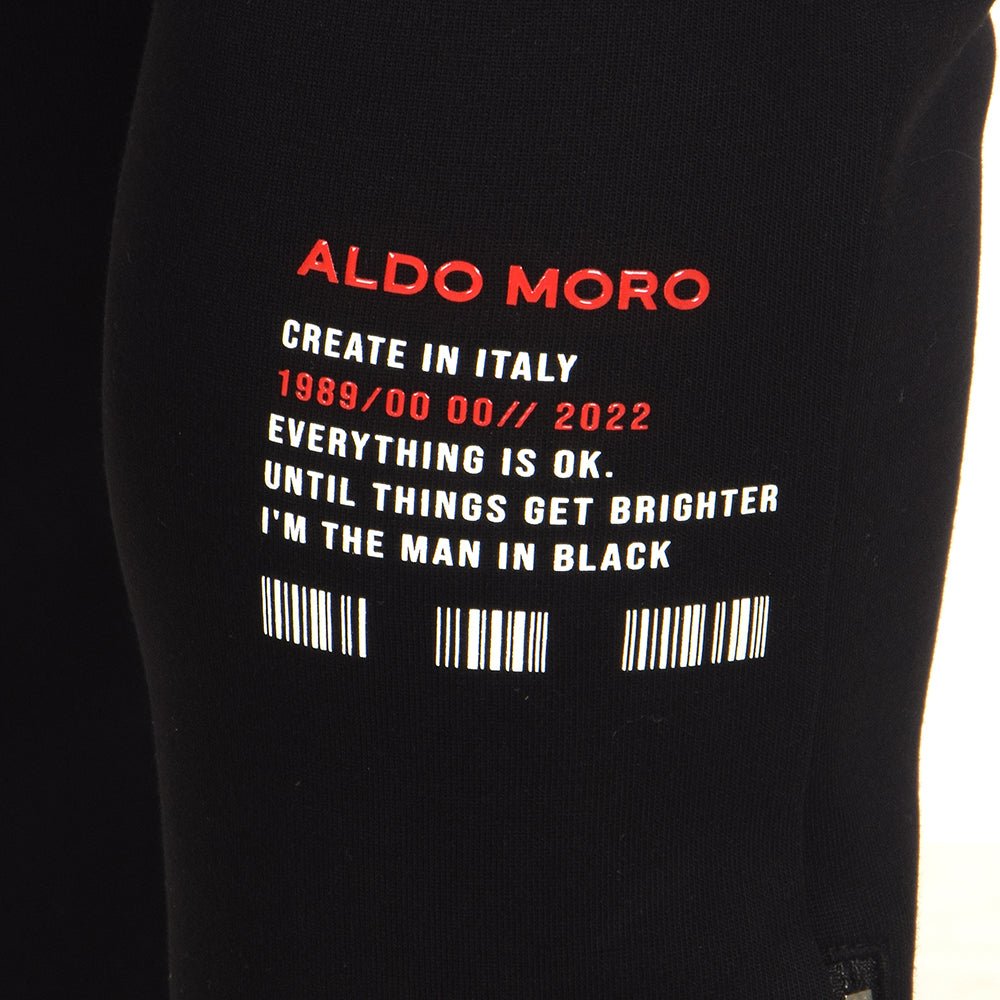 ALDO MORO
CREATE IN ITALY
1989/00 00// 2022
EVERYTHING IS OK.
UNTIL THINGS GET BRIGHTER
I'M THE MAN IN BLACK